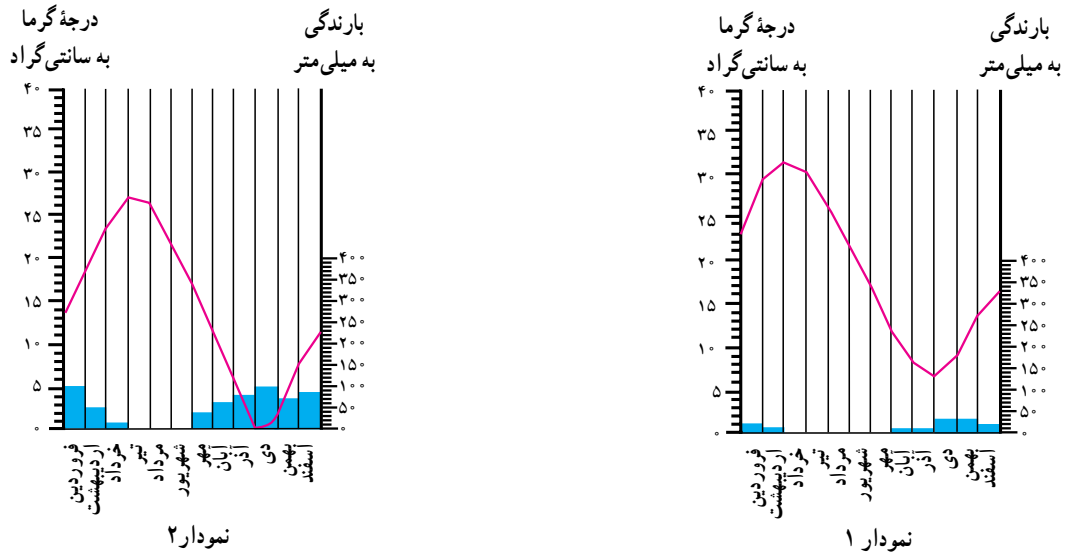 بارندگی
به میلی‌متر
درجهٔ گرما
به سانتی‌گراد
۴۰
۳۵
۳۰
۲۵
۲۰
۱۵
۱۰
۵
۰
۴۰۰
۳۵۰
۳۰۰
۲۵۰
۲۰۰
۱۵۰
۱۰۰
۵۰
۰
فروردین
اردیبهشت
خرداد
تیر
مرداد
شهریور
مهر
آبان
آذر
دی
بهمن
اسفند
نمودار ۱
بارندگی
به میلی‌متر
درجهٔ گرما
به سانتی‌گراد
۴۰
۳۵
۳۰
۲۵
۲۰
۱۵
۱۰
۵
۰
۴۰۰
۳۵۰
۳۰۰
۲۵۰
۲۰۰
۱۵۰
۱۰۰
۵۰
۰
فروردین
اردیبهشت
خرداد
تیر
مرداد
شهریور
مهر
آبان
آذر
دی
بهمن
اسفند
نمودار۲